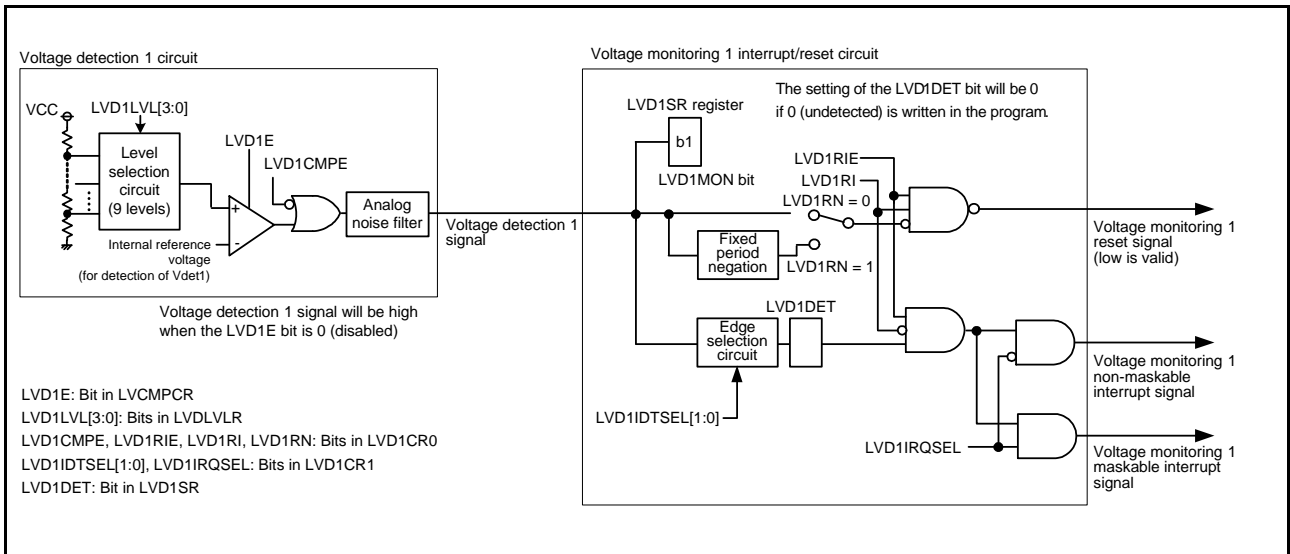 Voltage detection 1 circuit
VCC
LVD1LVL[3:0]
Level
selection
circuit
(9 levels)
LVD1E
LVD1CMPE
+
-
Internal reference
voltage
(for detection of Vdet1)
Analog
noise filter
Voltage detection 1
signal
Voltage detection 1 signal will be high
when the LVD1E bit is 0 (disabled)
Voltage monitoring 1 interrupt/reset circuit
The setting of the LVD1DET bit will be 0
if 0 (undetected) is written in the program.
LVD1SR register
b1
LVD1MON bit
LVD1RIE
LVD1RI
LVD1RN = 0
Fixed
period
negation
LVD1RN = 1
LVD1DET
Edge
selection
circuit
LVD1IDTSEL[1:0]
LVD1IRQSEL
Voltage monitoring 1
reset signal
(low is valid)
Voltage monitoring 1
non-maskable
interrupt signal
Voltage monitoring 1
maskable interrupt
signal
LVD1E: Bit in LVCMPCR
LVD1LVL[3:0]: Bits in LVDLVLR
LVD1CMPE, LVD1RIE, LVD1RI, LVD1RN: Bits in LVD1CR0
LVD1IDTSEL[1:0], LVD1IRQSEL: Bits in LVD1CR1
LVD1DET: Bit in LVD1SR